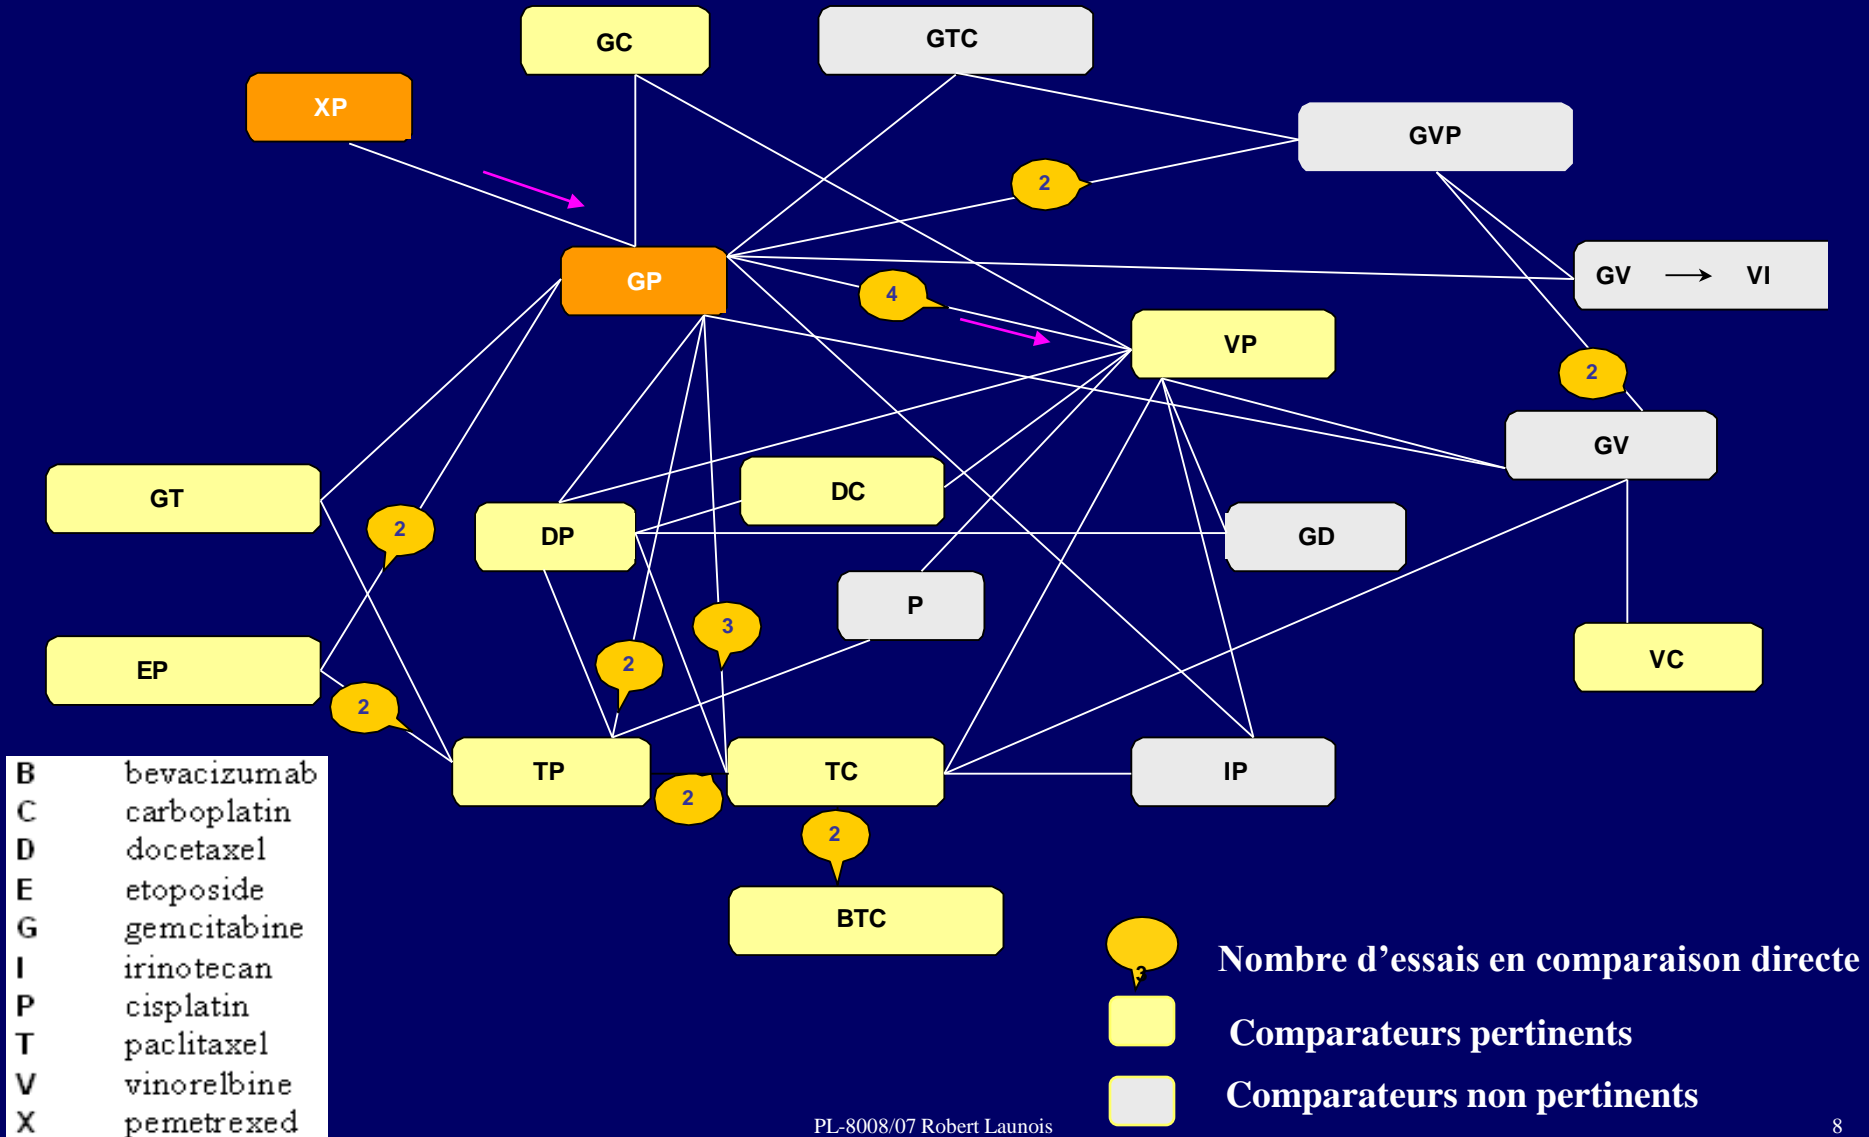 GC
GTC
XP
GVP
2
GV → VI
GP
4
VP
2
GV
GT
DC
2
DP
GD
P
3
EP
2
VC
2
TP
TC
IP
2
2
BTC
B bevacizumab
C carboplatin
D docetaxel
E etoposide
G gemcitabine
I irinotecan
P cisplatin
T paclitaxel
V vinorelbine
X pemetrexed
3
Nombre d'essais en comparaison directe
Comparateurs pertinents
Comparateurs non pertinents
PL-8008/07 Robert Launois
8